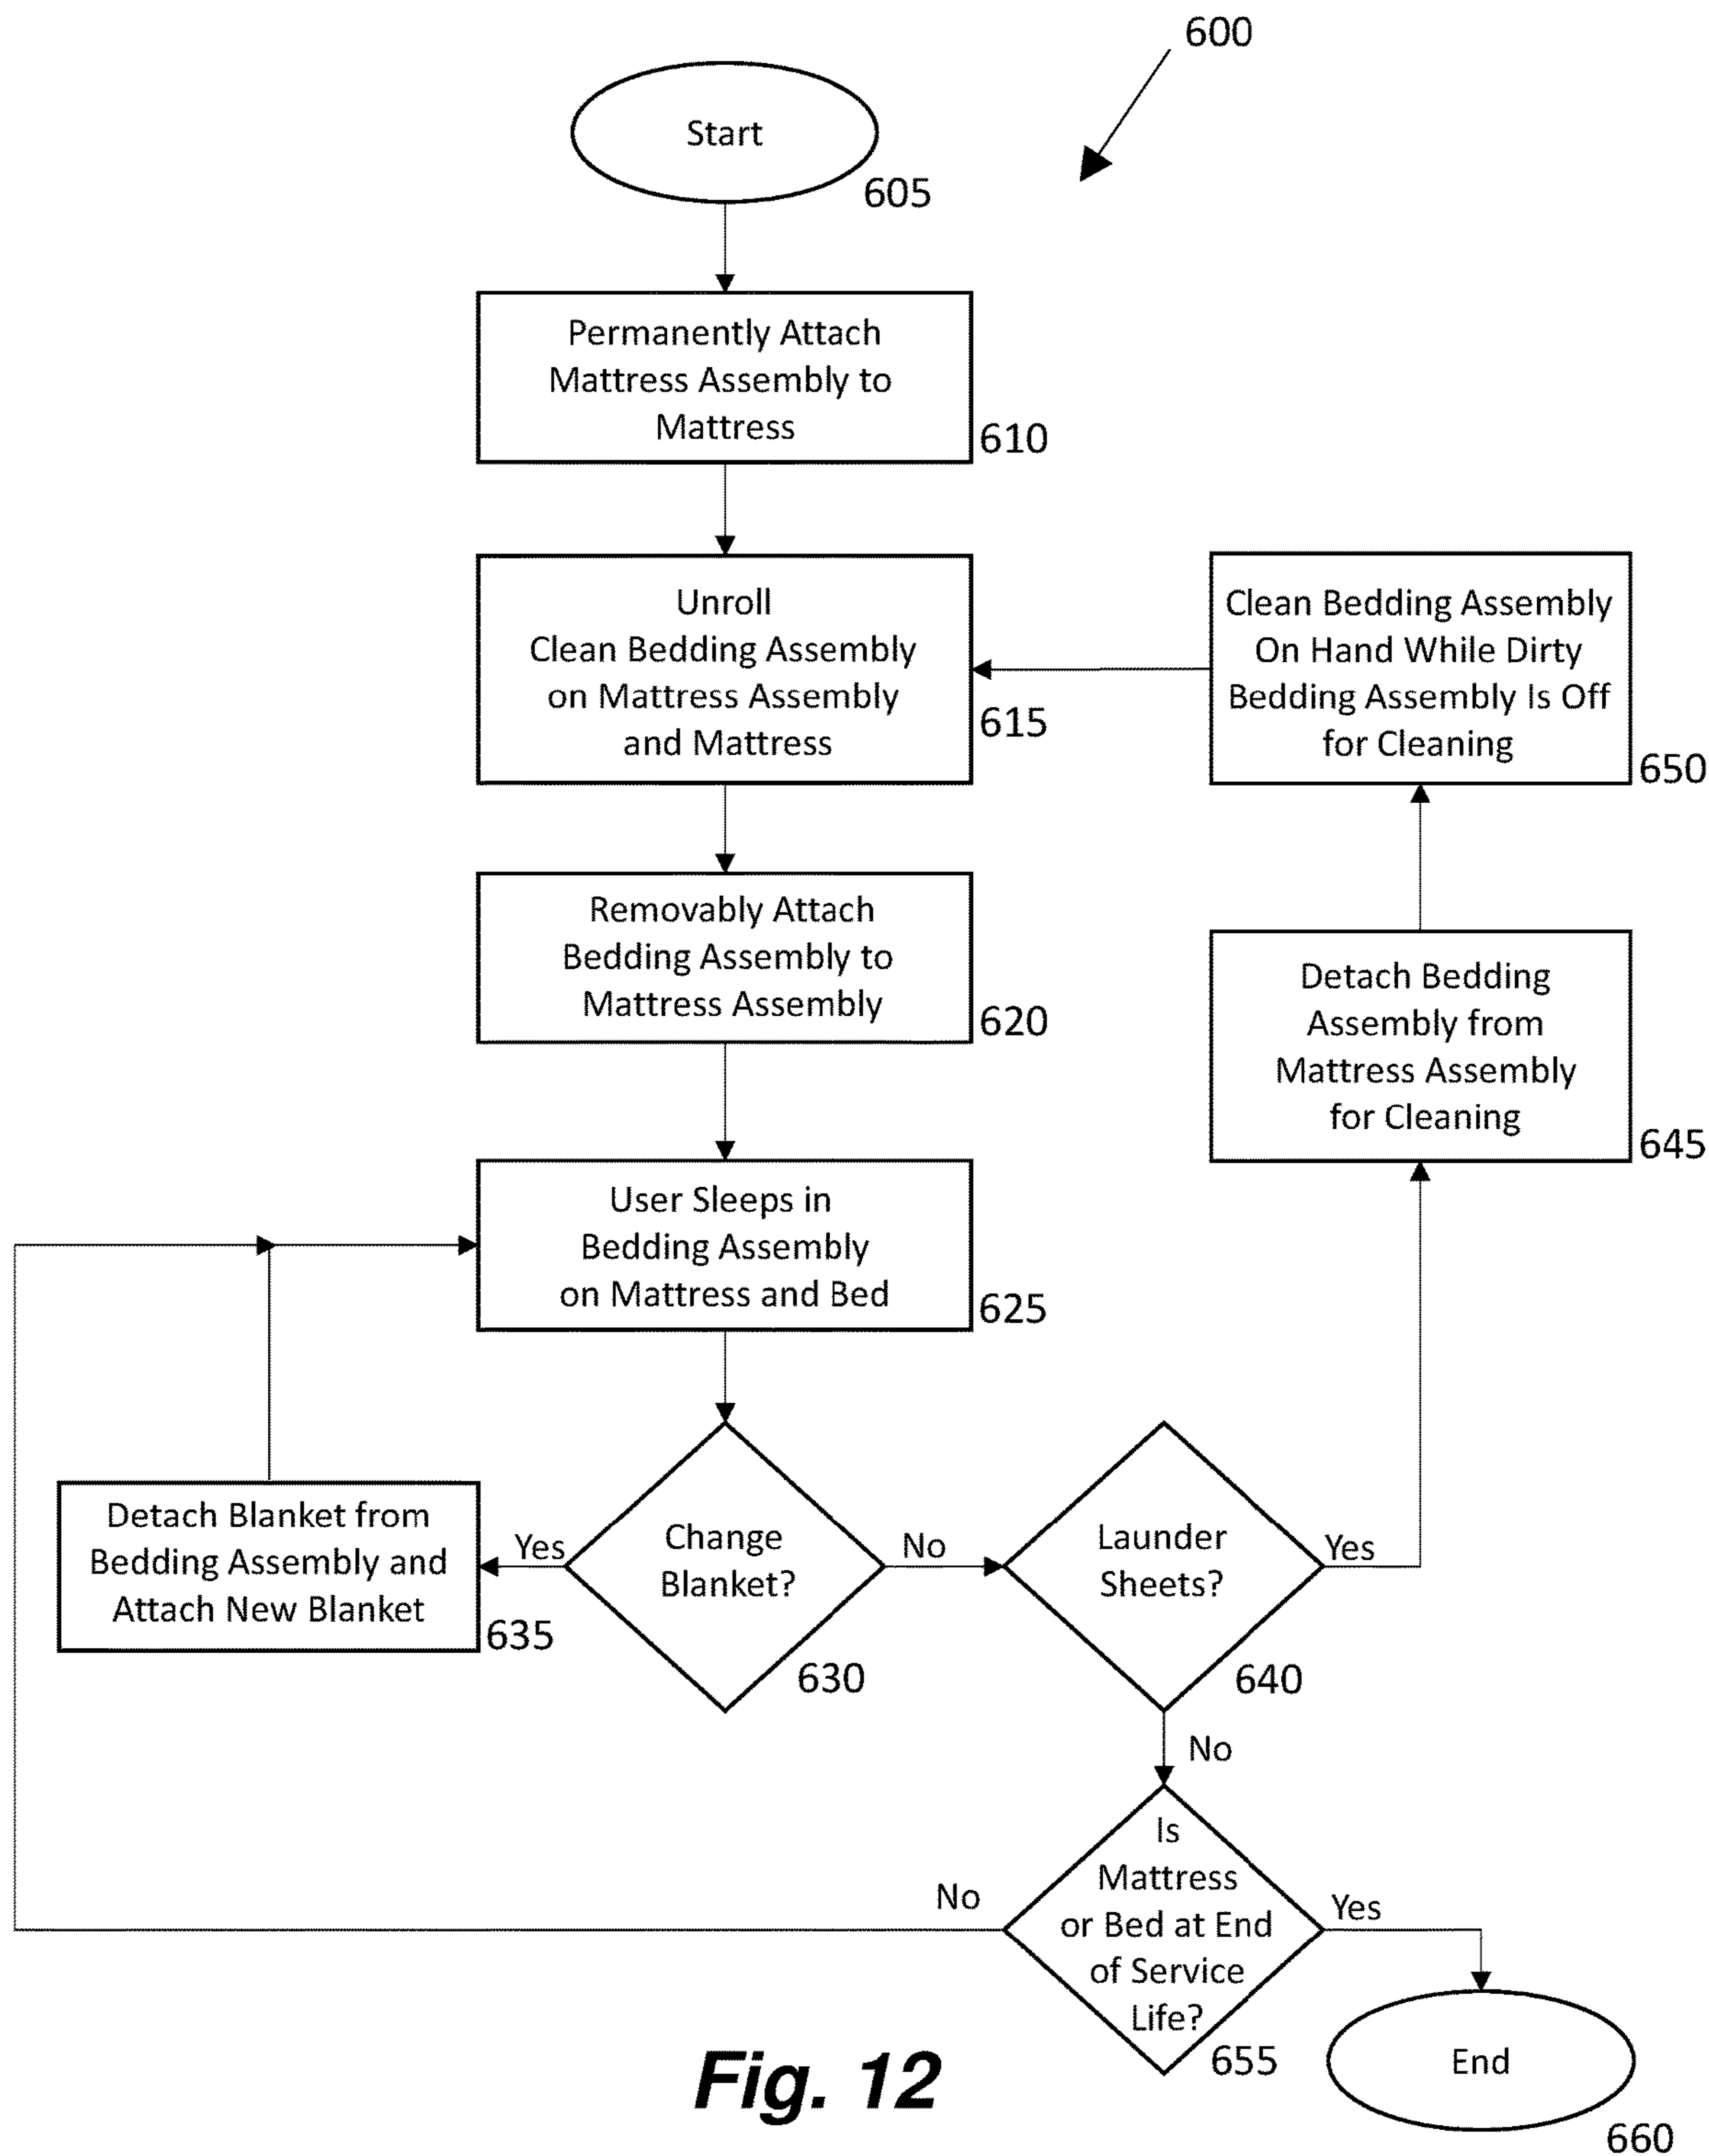 600
Start
605
Permanently Attach
Mattress Assembly to
Mattress
610
Unroll
Clean Bedding Assembly
on Mattress Assembly
and Mattress
615
Clean Bedding Assembly
On Hand While Dirty
Bedding Assembly Is Off
for Cleaning
650
Removably Attach
Bedding Assembly to
Mattress Assembly
620
Detach Bedding
Assembly from
Mattress Assembly
for Cleaning
645
User Sleeps in
Bedding Assembly
on Mattress and Bed
625
Detach Blanket from
Bedding Assembly and
Attach New Blanket
635
Yes
Change
Blanket?
630
No
Launder
Sheets?
640
Yes
No
Is
Mattress
or Bed at End
of Service
Life?
655
No
Yes
End
660
Fig. 12